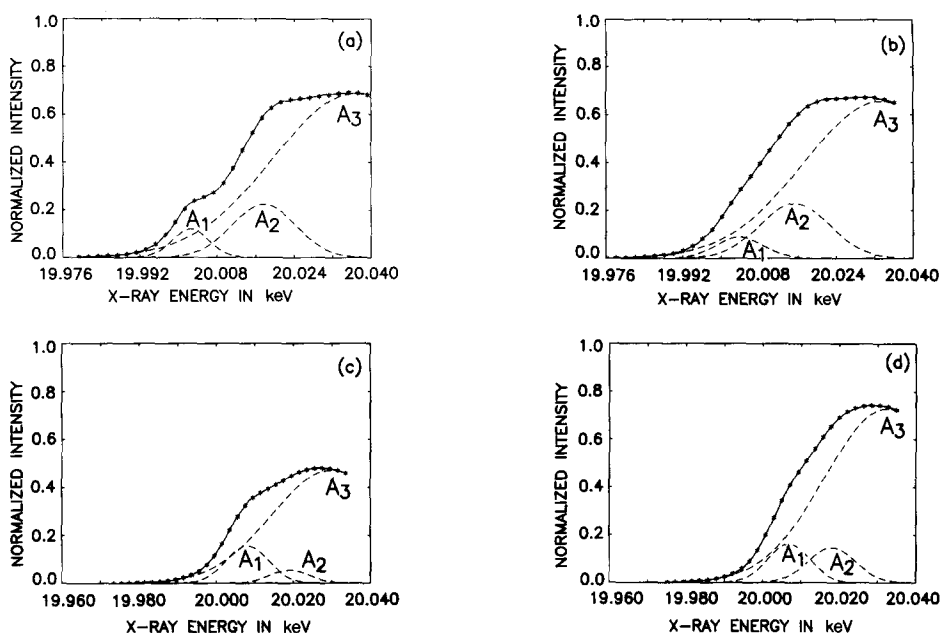 (a)
NORMALIZED INTENSITY
1.0
0.8
0.6
0.4
0.2
0.0
A1
A2
A3
19.976 19.992 20.008 20.024 20.040
X-RAY ENERGY IN keV
(b)
NORMALIZED INTENSITY
1.0
0.8
0.6
0.4
0.2
0.0
A1
A2
A3
19.976 19.992 20.008 20.024 20.040
X-RAY ENERGY IN keV
(c)
NORMALIZED INTENSITY
1.0
0.8
0.6
0.4
0.2
0.0
A1
A2
A3
19.960 19.980 20.000 20.020 20.040
X-RAY ENERGY IN keV
(d)
NORMALIZED INTENSITY
1.0
0.8
0.6
0.4
0.2
0.0
A1
A2
A3
19.960 19.980 20.000 20.020 20.040
X-RAY ENERGY IN keV